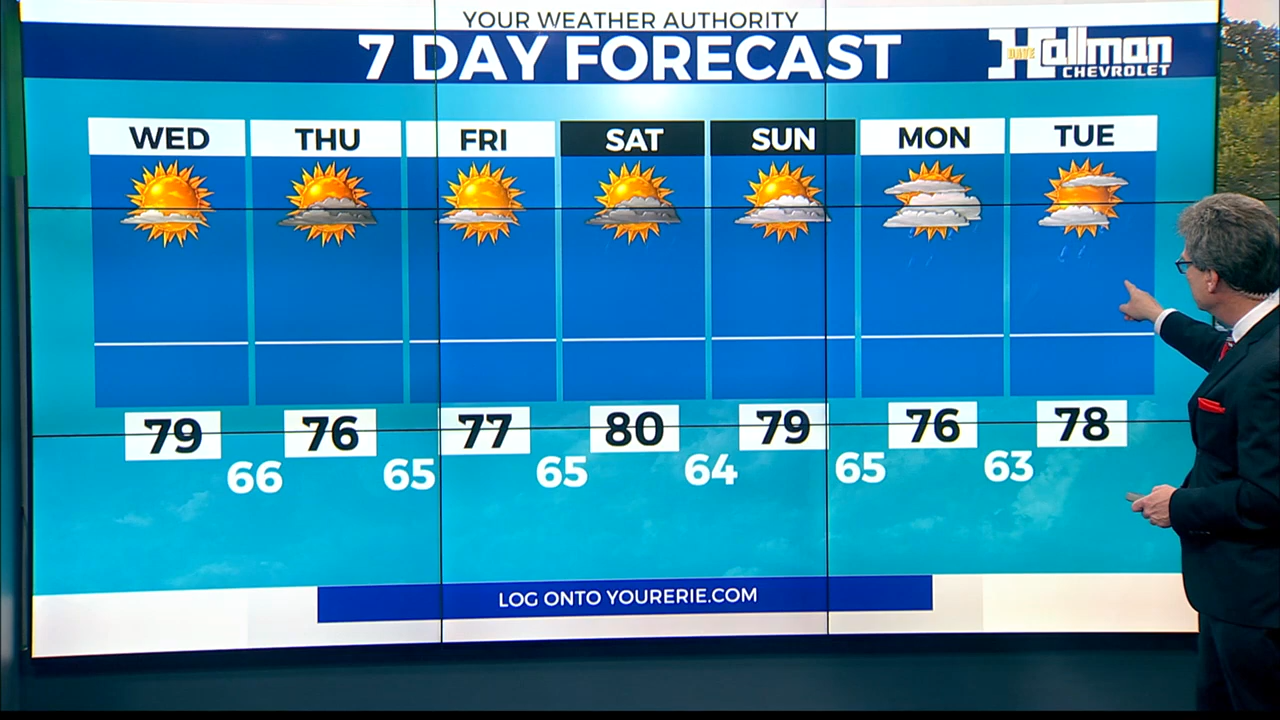 YOUR WEATHER AUTHORITY
7 DAY FORECAST
DAVE Hallman
CHEVROLET
WED THU FRI SAT SUN MON TUE
79 76 77 80 79 76 78
66 65 65 64 65 63
LOG ONTO YOURERIE.COM